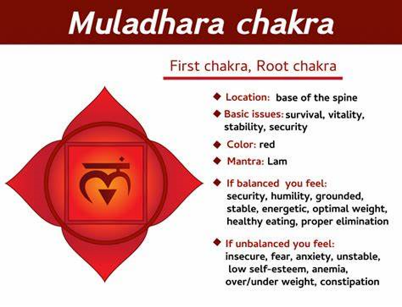 Muladhara chakra
First chakra, Root chakra
◆ Location: base of the spine
◆ Basic issues: survival, vitality,
stability, security
◆ Color: red
◆ Mantra: Lam
◆ If balanced you feel:
security, humility, grounded,
stable, energetic, optimal weight,
healthy eating, proper elimination
◆ If unbalanced you feel:
insecure, fear, anxiety, unstable,
low self-esteem, anemia,
over/under weight, constipation
लं